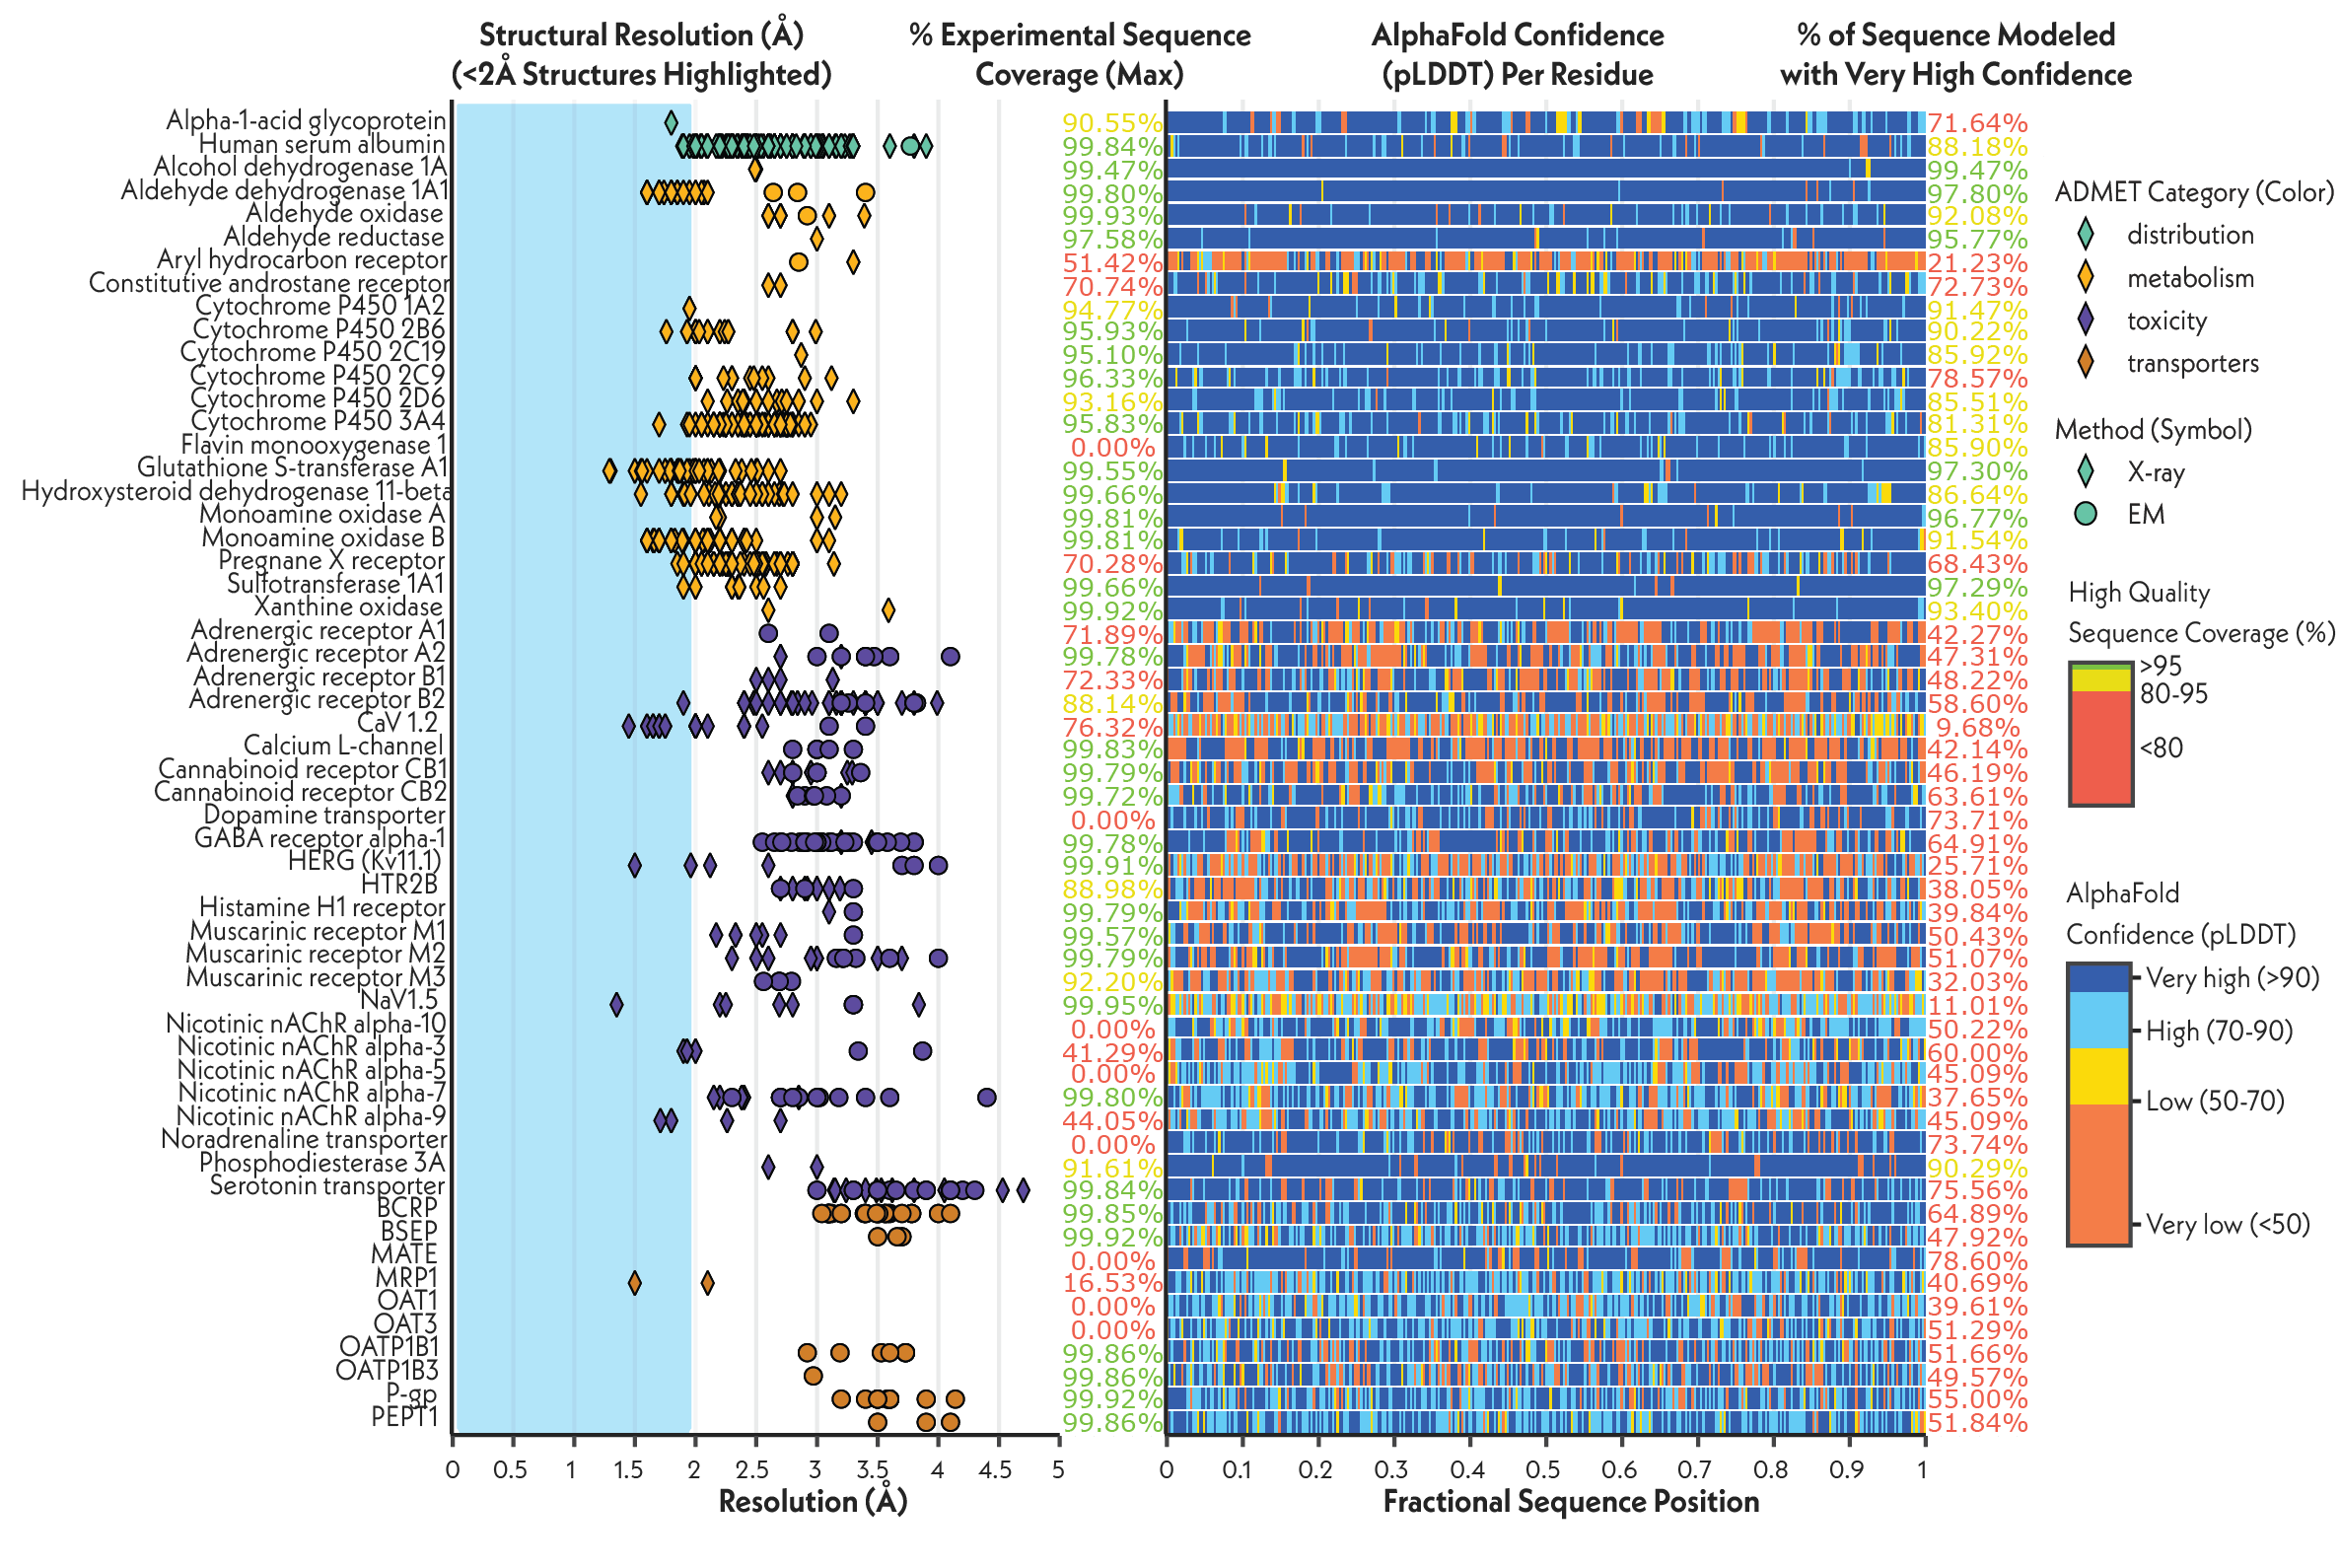 Structural Resolution (Å)
(<2Å Structures Highlighted)
% Experimental Sequence
Coverage (Max)
AlphaFold Confidence
(pLDDT) Per Residue
% of Sequence Modeled
with Very High Confidence
Alpha-1-acid glycoprotein 90.55% 71.64%
Human serum albumin 99.84% 88.18%
Alcohol dehydrogenase 1A 99.47% 99.47%
Aldehyde dehydrogenase 1A1 99.80% 97.80%
Aldehyde oxidase 99.93% 92.08%
Aldehyde reductase 97.58% 95.77%
Aryl hydrocarbon receptor 51.42% 21.23%
Constitutive androstane receptor 70.74% 72.73%
Cytochrome P450 1A2 94.77% 91.47%
Cytochrome P450 2B6 95.93% 90.22%
Cytochrome P450 2C19 95.10% 85.92%
Cytochrome P450 2C9 96.33% 78.57%
Cytochrome P450 2D6 93.16% 85.51%
Cytochrome P450 3A4 95.83% 81.31%
Flavin monooxygenase 1 0.00% 85.90%
Glutathione S-transferase A1 99.55% 97.30%
Hydroxysteroid dehydrogenase 11-beta 99.66% 86.64%
Monoamine oxidase A 99.81% 96.77%
Monoamine oxidase B 99.81% 91.54%
Pregnane X receptor 70.28% 68.43%
Sulfotransferase 1A1 99.66% 97.29%
Xanthine oxidase 99.92% 93.40%
Adrenergic receptor A1 71.89% 42.27%
Adrenergic receptor A2 99.78% 47.31%
Adrenergic receptor B1 72.33% 48.22%
Adrenergic receptor B2 88.14% 58.60%
CaV 1.2 76.32% 9.68%
Calcium L-channel 99.83% 42.14%
Cannabinoid receptor CB1 99.79% 46.19%
Cannabinoid receptor CB2 99.72% 63.61%
Dopamine transporter 0.00% 73.71%
GABA receptor alpha-1 99.78% 64.91%
HERG (Kv11.1) 99.91% 25.71%
HTR2B 88.98% 38.05%
Histamine H1 receptor 99.79% 39.84%
Muscarinic receptor M1 99.57% 50.43%
Muscarinic receptor M2 99.79% 51.07%
Muscarinic receptor M3 92.20% 32.03%
NaV1.5 99.95% 11.01%
Nicotinic nAChR alpha-10 0.00% 50.22%
Nicotinic nAChR alpha-3 41.29% 60.00%
Nicotinic nAChR alpha-5 0.00% 45.09%
Nicotinic nAChR alpha-7 99.80% 37.65%
Nicotinic nAChR alpha-9 44.05% 45.09%
Noradrenaline transporter 0.00% 73.74%
Phosphodiesterase 3A 91.61% 90.29%
Serotonin transporter 99.84% 75.56%
BCRP 99.85% 64.89%
BSEP 99.92% 47.92%
MATE 0.00% 78.60%
MRP1 16.53% 40.69%
OAT1 0.00% 39.61%
OAT3 0.00% 51.29%
OATP1B1 99.86% 51.66%
OATP1B3 99.86% 49.57%
P-gp 99.92% 55.00%
PEPT1 99.86% 51.84%
0 0.5 1 1.5 2 2.5 3 3.5 4 4.5 5
Resolution (Å)
0 0.1 0.2 0.3 0.4 0.5 0.6 0.7 0.8 0.9 1
Fractional Sequence Position
ADMET Category (Color)
distribution
metabolism
toxicity
transporters
Method (Symbol)
X-ray
EM
High Quality
Sequence Coverage (%)
>95
80-95
<80
AlphaFold
Confidence (pLDDT)
Very high (>90)
High (70-90)
Low (50-70)
Very low (<50)